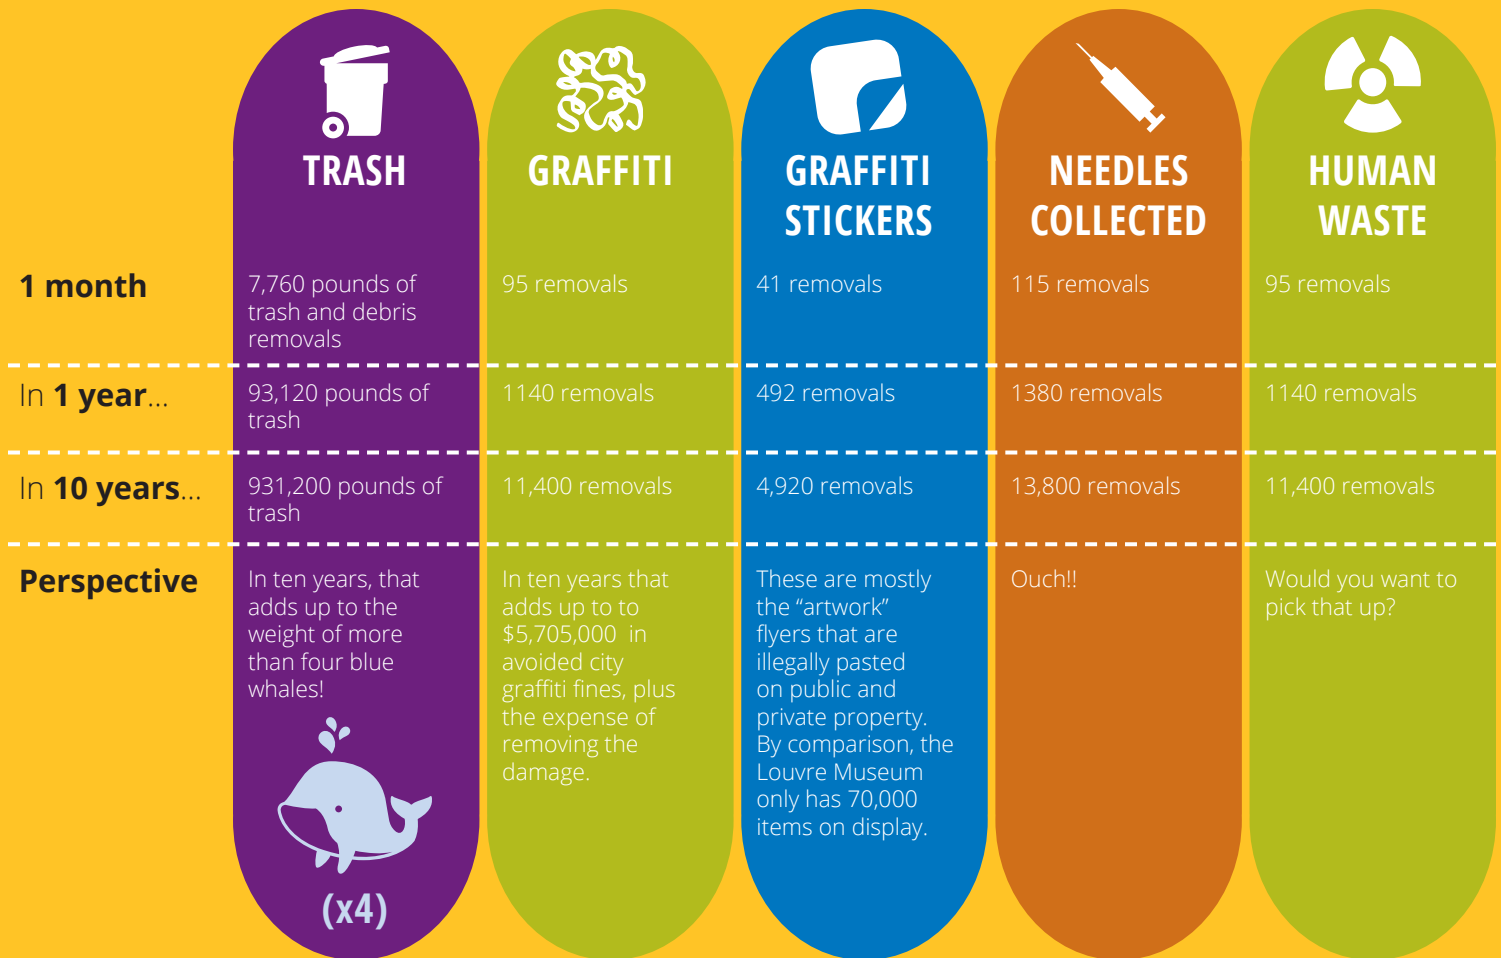 TRASH
GRAFFITI
GRAFFITI
STICKERS
NEEDLES
COLLECTED
HUMAN
WASTE
1 month
7,760 pounds of
trash and debris
removals
95 removals
41 removals
115 removals
95 removals
In 1 year...
93,120 pounds of
trash
1140 removals
492 removals
1380 removals
1140 removals
In 10 years...
931,200 pounds of
trash
11,400 removals
4,920 removals
13,800 removals
11,400 removals
Perspective
In ten years, that
adds up to the
weight of more
than four blue
whales!
(x4)
In ten years that
adds up to to
$5,705,000 in
avoided city
graffiti fines, plus
the expense of
removing the
damage.
These are mostly
the “artwork”
flyers that are
illegally pasted
on public and
private property.
By comparison, the
Louvre Museum
only has 70,000
items on display.
Ouch!!
Would you want to
pick that up?